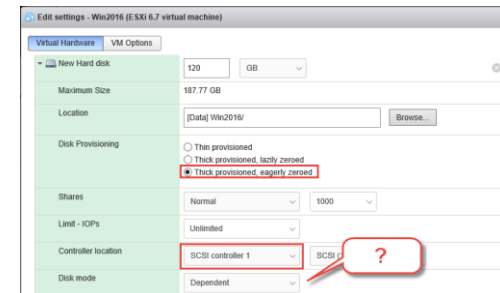 Edit settings - Win2016 (ESXi 6.7 virtual machine)
Virtual Hardware VM Options
New Hard disk 120 GB
Maximum Size 187.77 GB
Location [Data] Win2016/ Browse...
Disk Provisioning
Thin provisioned
Thick provisioned, lazily zeroed
Thick provisioned, eagerly zeroed
Shares Normal 1000
Limit - IOPs Unlimited
Controller location SCSI controller 1 SCSI (
?
Disk mode Dependent